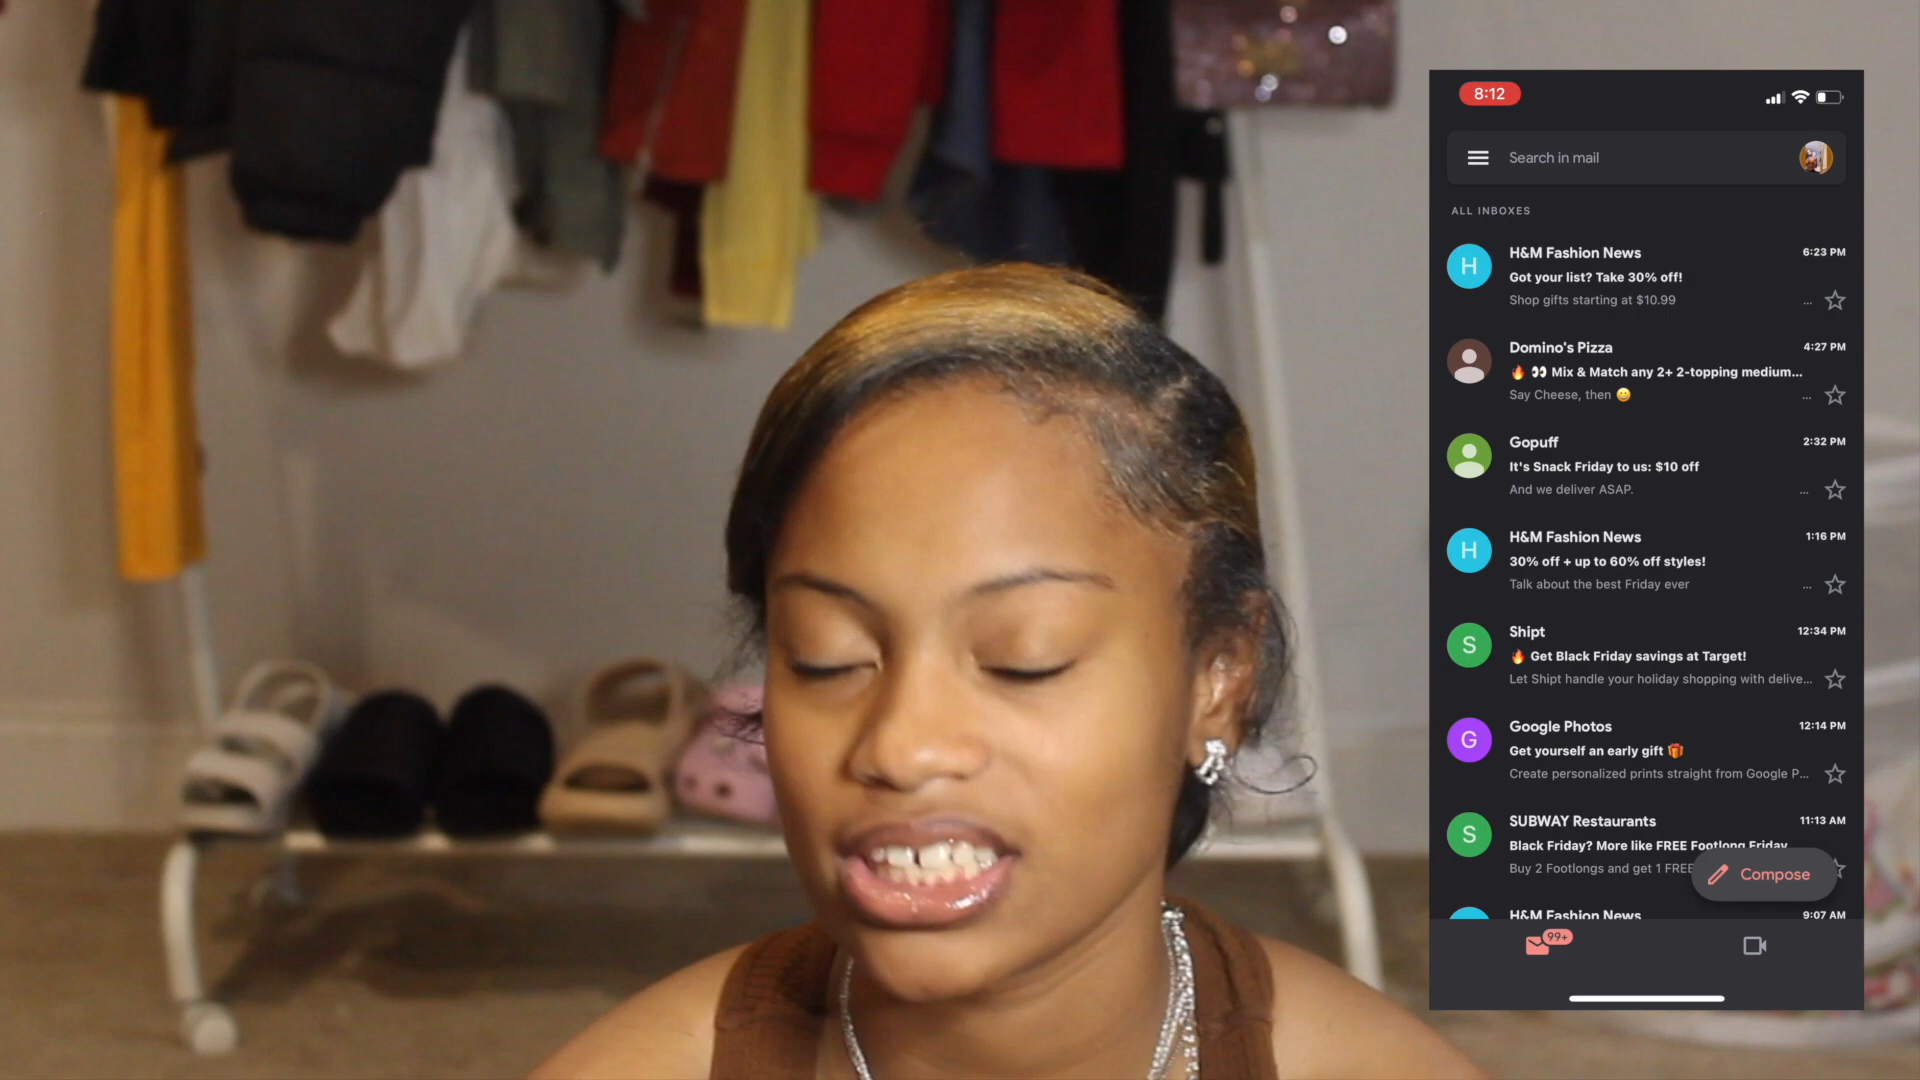 8:12
Search in mail
ALL INBOXES
H&M Fashion News 6:23 PM
Got your list? Take 30% off!
Shop gifts starting at $10.99 ...
Domino's Pizza 4:27 PM
🔥 👀 Mix & Match any 2+ 2-topping medium...
Say Cheese, then 😀 ...
Gopuff 2:32 PM
It's Snack Friday to us: $10 off
And we deliver ASAP. ...
H&M Fashion News 1:16 PM
30% off + up to 60% off styles!
Talk about the best Friday ever ...
Shipt 12:34 PM
🔥 Get Black Friday savings at Target!
Let Shipt handle your holiday shopping with delive...
Google Photos 12:14 PM
Get yourself an early gift 🎁
Create personalized prints straight from Google P...
SUBWAY Restaurants 11:13 AM
Black Friday? More like FREE Footlong Friday
Buy 2 Footlongs and get 1 FREE
Compose
H&M Fashion News 9:07 AM
99+
H
H
S
G
S